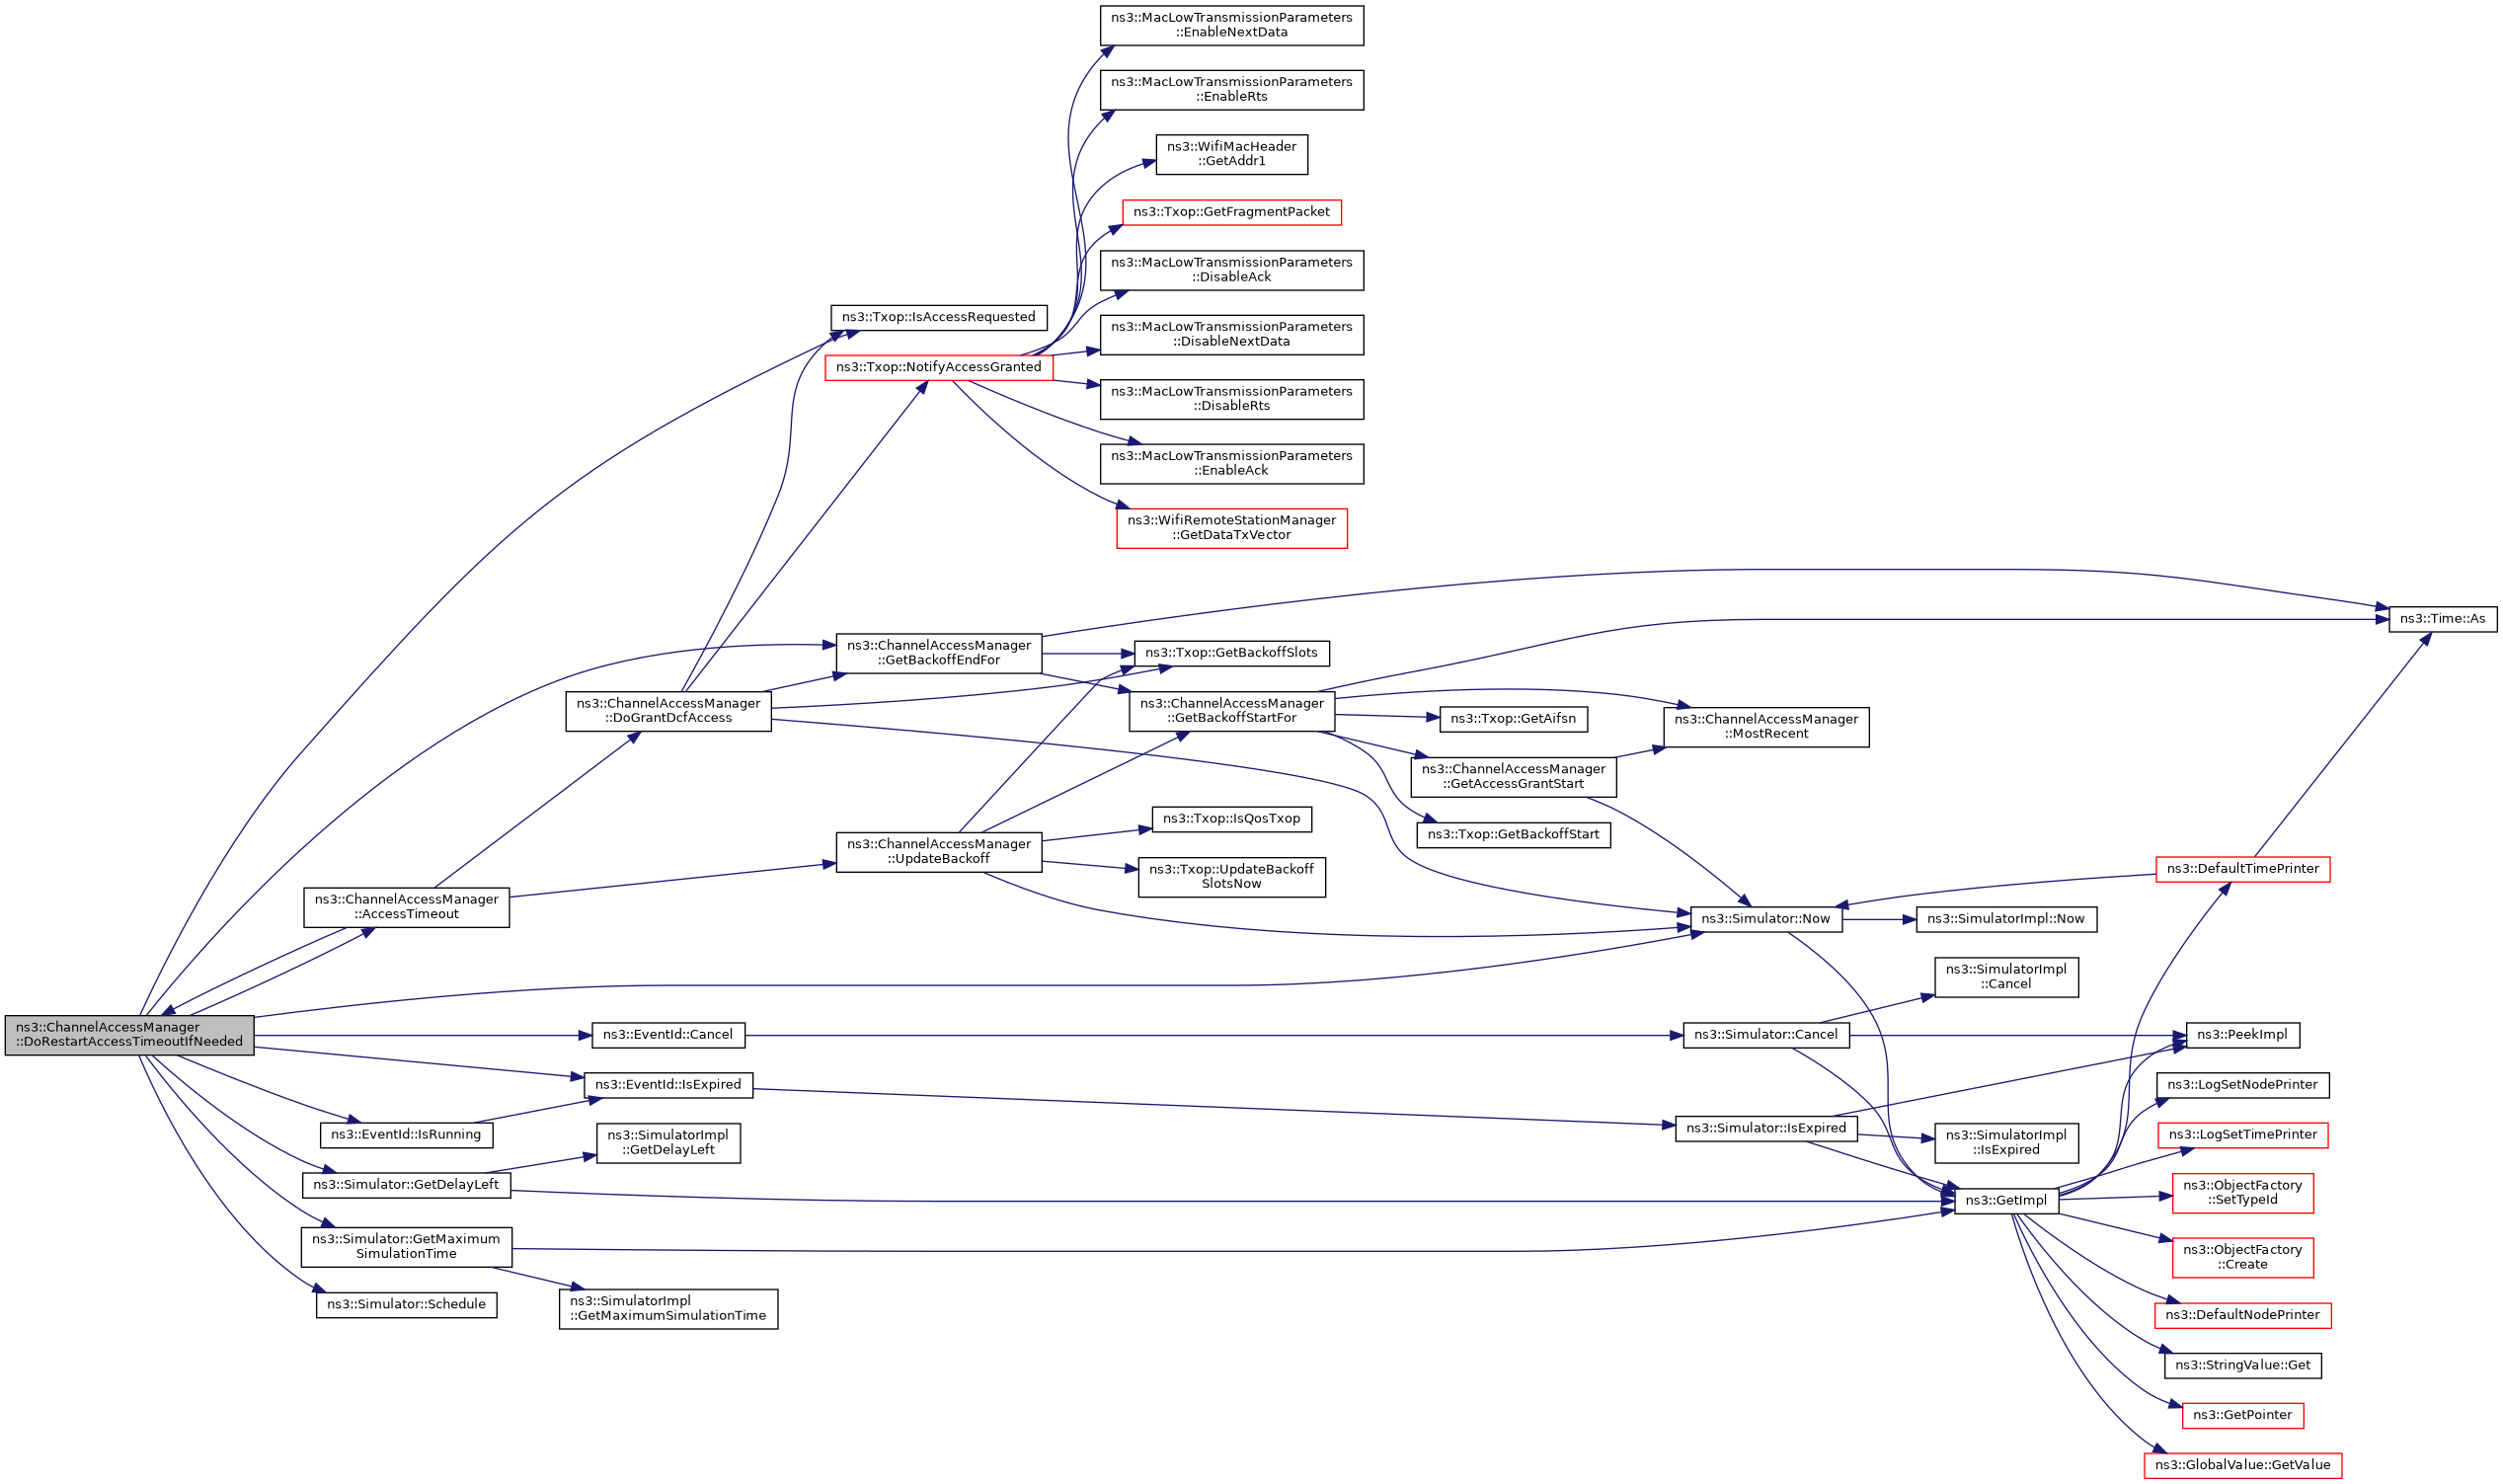 ns3::MacLowTransmissionParameters
::EnableNextData
ns3::MacLowTransmissionParameters
::EnableRts
ns3::WifiMacHeader
::GetAddr1
ns3::Txop::GetFragmentPacket
ns3::MacLowTransmissionParameters
::DisableAck
ns3::Txop::IsAccessRequested
ns3::MacLowTransmissionParameters
::DisableNextData
ns3::Txop::NotifyAccessGranted
ns3::MacLowTransmissionParameters
::DisableRts
ns3::MacLowTransmissionParameters
::EnableAck
ns3::WifiRemoteStationManager
::GetDataTxVector
ns3::Time::As
ns3::ChannelAccessManager
::GetBackoffEndFor
ns3::Txop::GetBackoffSlots
ns3::ChannelAccessManager
::DoGrantDcfAccess
ns3::ChannelAccessManager
::GetBackoffStartFor
ns3::Txop::GetAifsn
ns3::ChannelAccessManager
::MostRecent
ns3::ChannelAccessManager
::GetAccessGrantStart
ns3::Txop::IsQosTxop
ns3::Txop::GetBackoffStart
ns3::ChannelAccessManager
::UpdateBackoff
ns3::Txop::UpdateBackoff
SlotsNow
ns3::DefaultTimePrinter
ns3::ChannelAccessManager
::AccessTimeout
ns3::Simulator::Now
ns3::SimulatorImpl::Now
ns3::SimulatorImpl
::Cancel
ns3::ChannelAccessManager
::DoRestartAccessTimeoutIfNeeded
ns3::EventId::Cancel
ns3::Simulator::Cancel
ns3::PeekImpl
ns3::EventId::IsExpired
ns3::LogSetNodePrinter
ns3::EventId::IsRunning
ns3::SimulatorImpl
::GetDelayLeft
ns3::Simulator::IsExpired
ns3::SimulatorImpl
::IsExpired
ns3::LogSetTimePrinter
ns3::Simulator::GetDelayLeft
ns3::GetImpl
ns3::ObjectFactory
::SetTypeId
ns3::Simulator::GetMaximum
SimulationTime
ns3::ObjectFactory
::Create
ns3::Simulator::Schedule
ns3::SimulatorImpl
::GetMaximumSimulationTime
ns3::DefaultNodePrinter
ns3::StringValue::Get
ns3::GetPointer
ns3::GlobalValue::GetValue